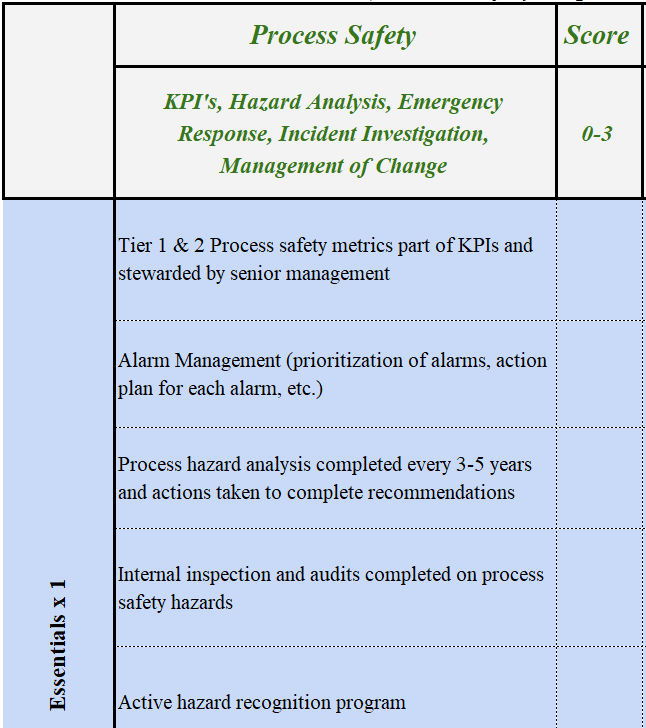 Process Safety
Score
KPI's, Hazard Analysis, Emergency
Response, Incident Investigation,
Management of Change
0-3
Essentials x 1
Tier 1 & 2 Process safety metrics part of KPIs and
stewarded by senior management
Alarm Management (prioritization of alarms, action
plan for each alarm, etc.)
Process hazard analysis completed every 3-5 years
and actions taken to complete recommendations
Internal inspection and audits completed on process
safety hazards
Active hazard recognition program